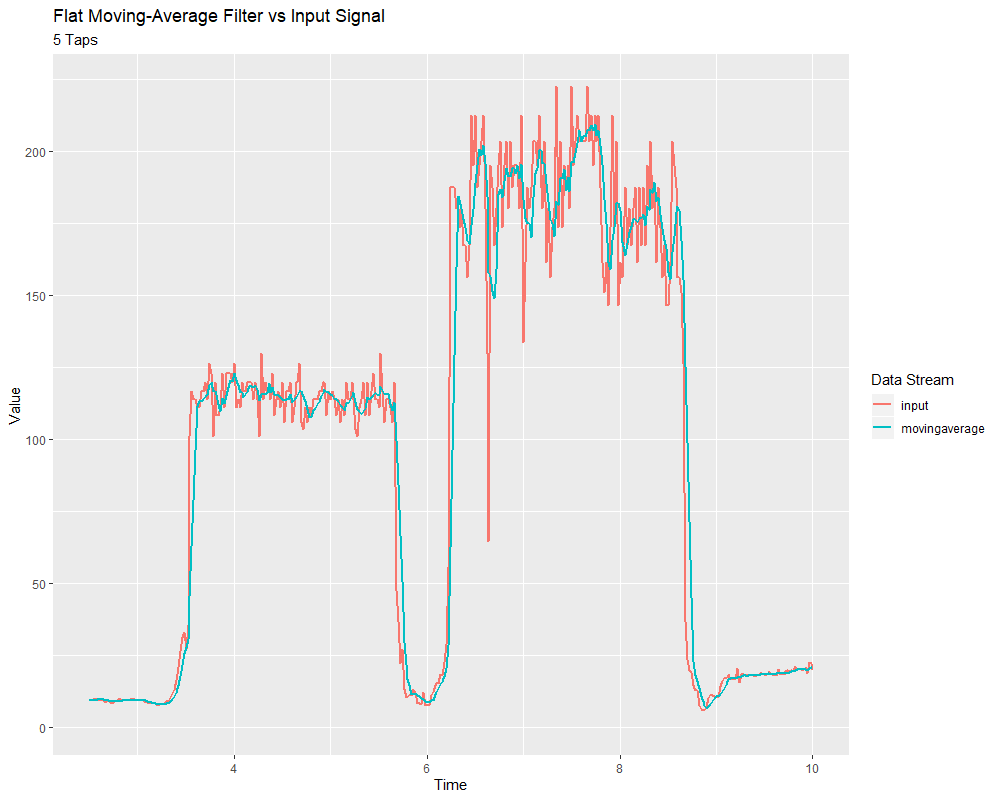 Flat Moving-Average Filter vs Input Signal
5 Taps
200
150
100
50
0
Value
4
6
8
10
Time
Data Stream
input
movingaverage